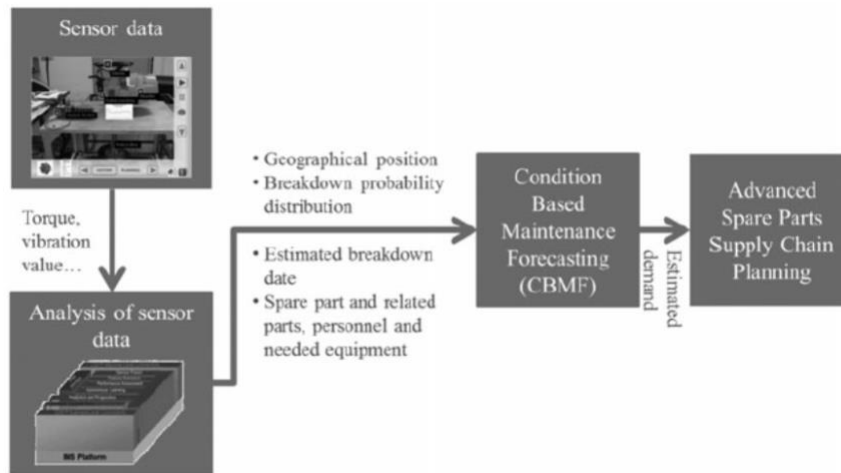 Sensor data
Torque,
vibration
value...
Analysis of sensor
data
IMS Platform
• Geographical position
• Breakdown probability
distribution
• Estimated breakdown
date
• Spare part and related
parts, personnel and
needed equipment
Condition
Based
Maintenance
Forecasting
(CBMF)
Estimated
demand
Advanced
Spare Parts
Supply Chain
Planning